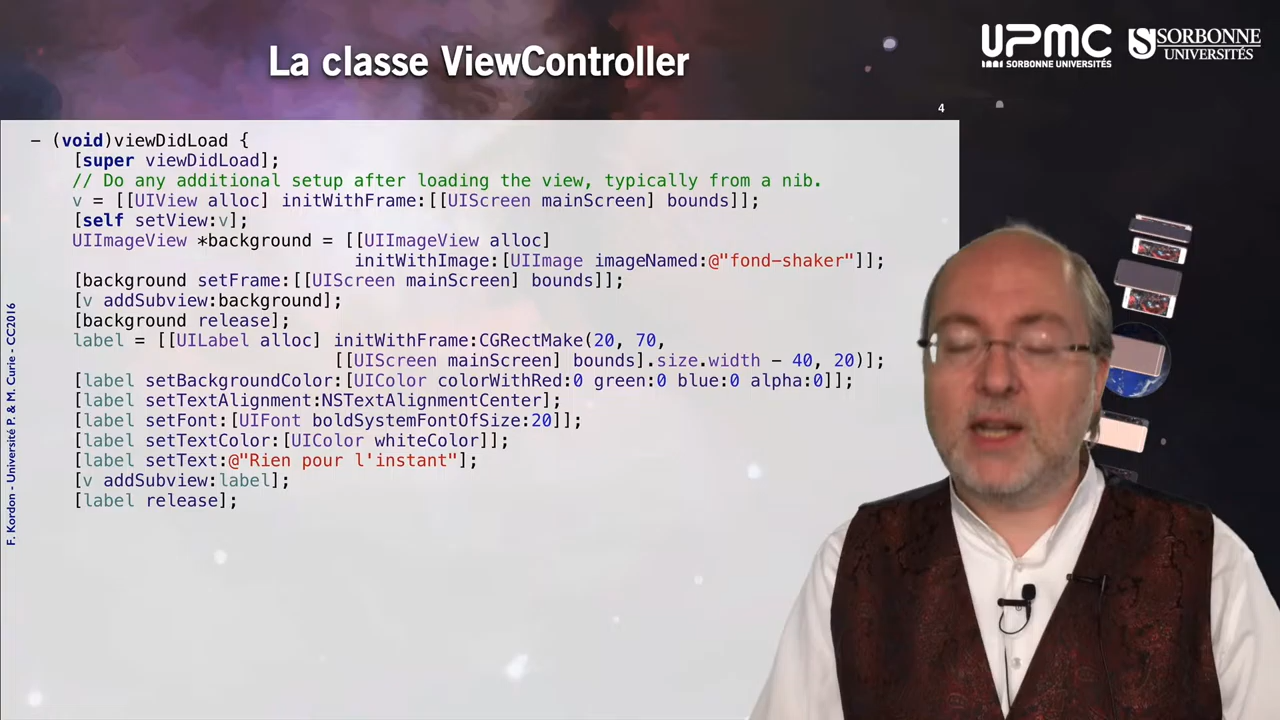 La classe ViewController
UPMC
SORBONNE UNIVERSITÉS
SORBONNE
UNIVERSITÉS
4
- (void)viewDidLoad {
[super viewDidLoad];
// Do any additional setup after loading the view, typically from a nib.
v = [[UIView alloc] initWithFrame:[[UIScreen mainScreen] bounds]];
[self setView:v];
UIImageView *background = [[UIImageView alloc]
initWithImage:[UIImage imageNamed:@"fond-shaker"]];
[background setFrame:[[UIScreen mainScreen] bounds]];
[v addSubview:background];
[background release];
label = [[UILabel alloc] initWithFrame:CGRectMake(20, 70,
[[UIScreen mainScreen] bounds].size.width - 40, 20)];
[label setBackgroundColor:[UIColor colorWithRed:0 green:0 blue:0 alpha:0]];
[label setTextAlignment:NSTextAlignmentCenter];
[label setFont:[UIFont boldSystemFontOfSize:20]];
[label setTextColor:[UIColor whiteColor]];
[label setText:@"Rien pour l'instant"];
[v addSubview:label];
[label release];
F. Kordon - Université P. & M. Curie - CC2016